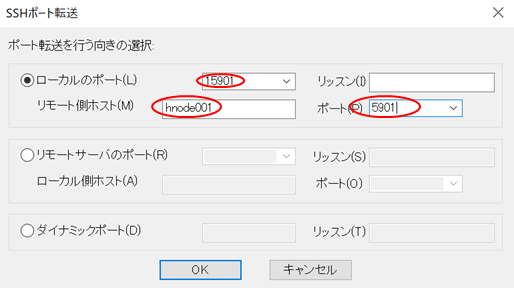 SSHポート転送
ポート転送を行う向きの選択:
ローカルのポート(L) 15901 リッスン(I)
リモート側ホスト(M) hnode001 ポート(P) 5901
リモートサーバのポート(R) リッスン(S)
ローカル側ホスト(A) ポート(O)
ダイナミックポート(D) リッスン(T)
OK キャンセル